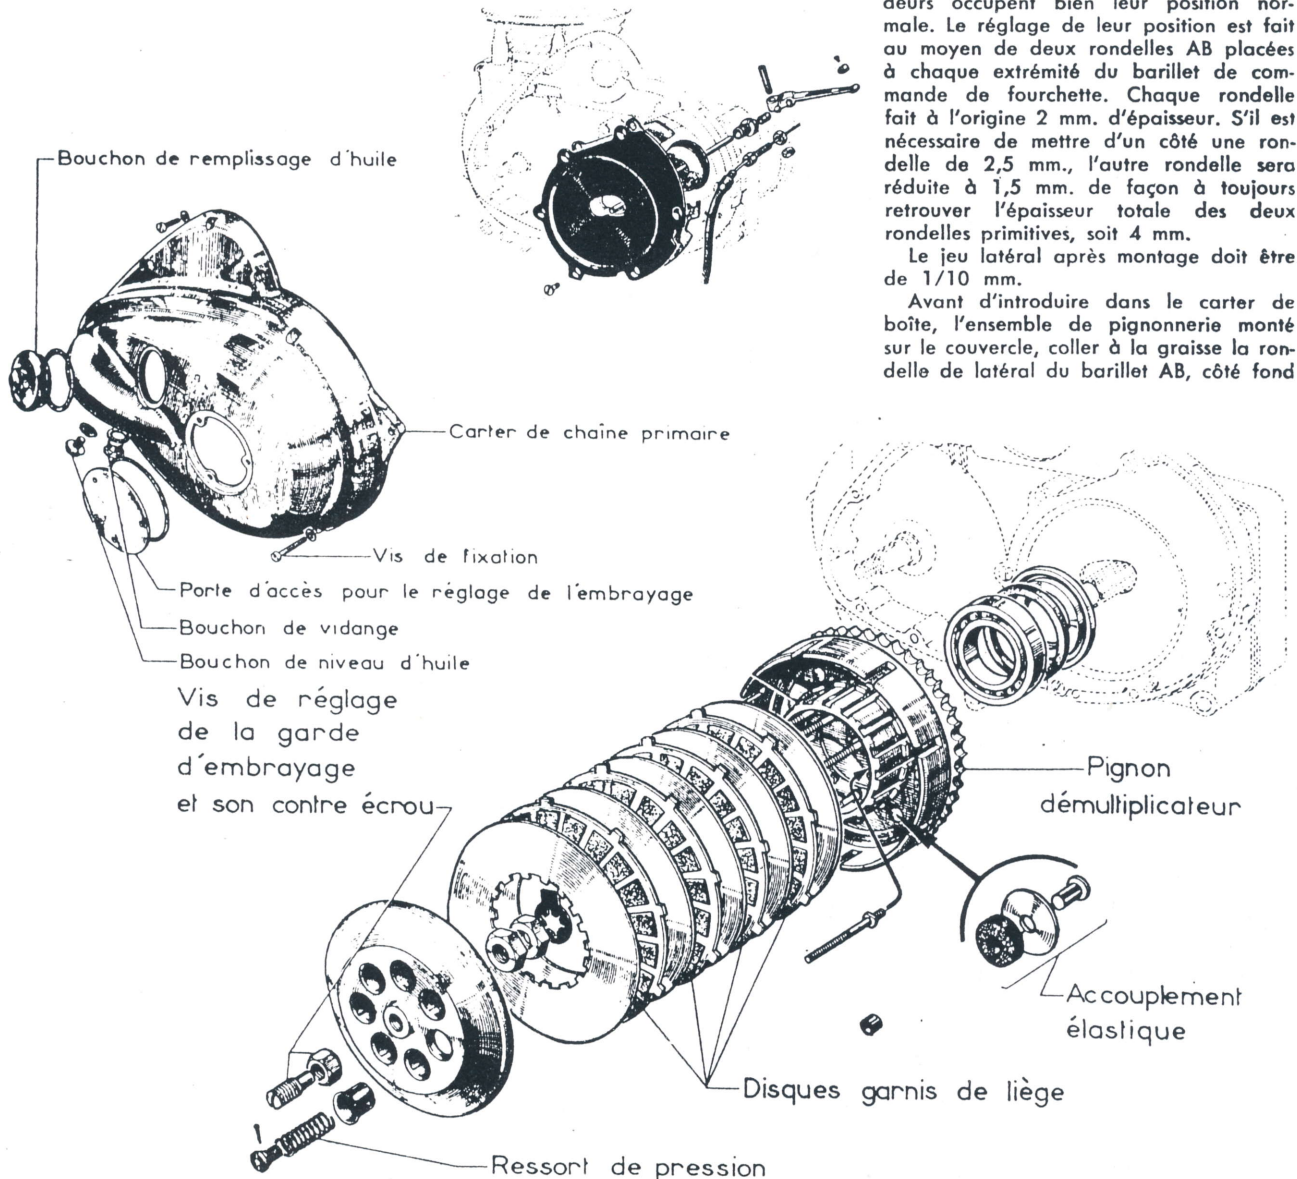 deurs occupent bien leur position nor-
male. Le réglage de leur position est fait
au moyen de deux rondelles AB placées
à chaque extrémité du barillet de com-
mande de fourchette. Chaque rondelle
fait à l'origine 2 mm. d'épaisseur. S'il est
nécessaire de mettre d'un côté une ron-
delle de 2,5 mm., l'autre rondelle sera
réduite à 1,5 mm. de façon à toujours
retrouver l'épaisseur totale des deux
rondelles primitives, soit 4 mm.
Le jeu latéral après montage doit être
de 1/10 mm.
Avant d'introduire dans le carter de
boîte, l'ensemble de pignonnerie monté
sur le couvercle, coller à la graisse la ron-
delle de latéral du barillet AB, côté fond
Bouchon de remplissage d'huile
Carter de chaîne primaire
Vis de fixation
Porte d'accès pour le réglage de l'embrayage
Bouchon de vidange
Bouchon de niveau d'huile
Vis de réglage
de la garde
d'embrayage
et son contre écrou
Pignon
démultiplicateur
Accouplement
élastique
Disques garnis de liège
Ressort de pression